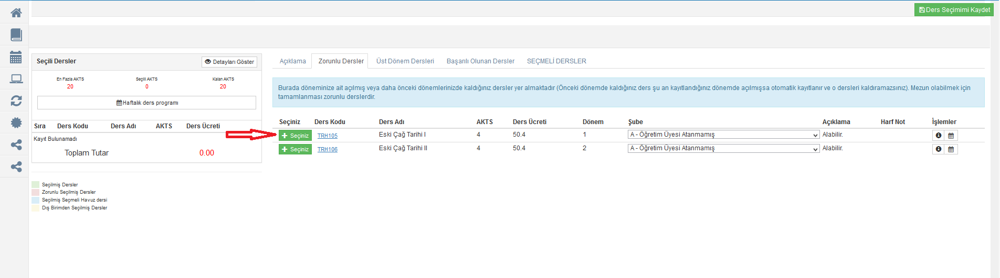 Ders Seçimimi Kaydet
Seçili Dersler
Detayları Göster
En Fazla AKTS Seçili AKTS Kalan AKTS
20 0 20
Haftalık ders programı
Sıra Ders Kodu Ders Adı AKTS Ders Ücreti
Kayıt Bulunamadı
Toplam Tutar 0.00
Seçilmiş Dersler
Zorunlu Seçilmiş Dersler
Seçilmiş Seçmeli Havuz dersi
Dış Birimden Seçilmiş Dersler
Açıklama Zorunlu Dersler Üst Dönem Dersleri Başarılı Olunan Dersler SEÇMELİ DERSLER
Burada döneminize ait açılmış veya daha önceki dönemlerinizde kaldığınız dersler yer almaktadır (Önceki dönemde kaldığınız ders şu an kayıtlandığınız dönemde açılmışsa otomatik kayıtlanır ve o dersleri kaldıramazsınız). Mezun olabilmek için
tamamlanması zorunlu derslerdir.
Seçiniz Ders Kodu Ders Adı AKTS Ders Ücreti Dönem Şube Açıklama Harf Not İşlemler
Seçiniz TRH105 Eski Çağ Tarihi I 4 50.4 1 A - Öğretim Üyesi Atanmamış Alabilir.
Seçiniz TRH106 Eski Çağ Tarihi II 4 50.4 2 A - Öğretim Üyesi Atanmamış Alabilir.